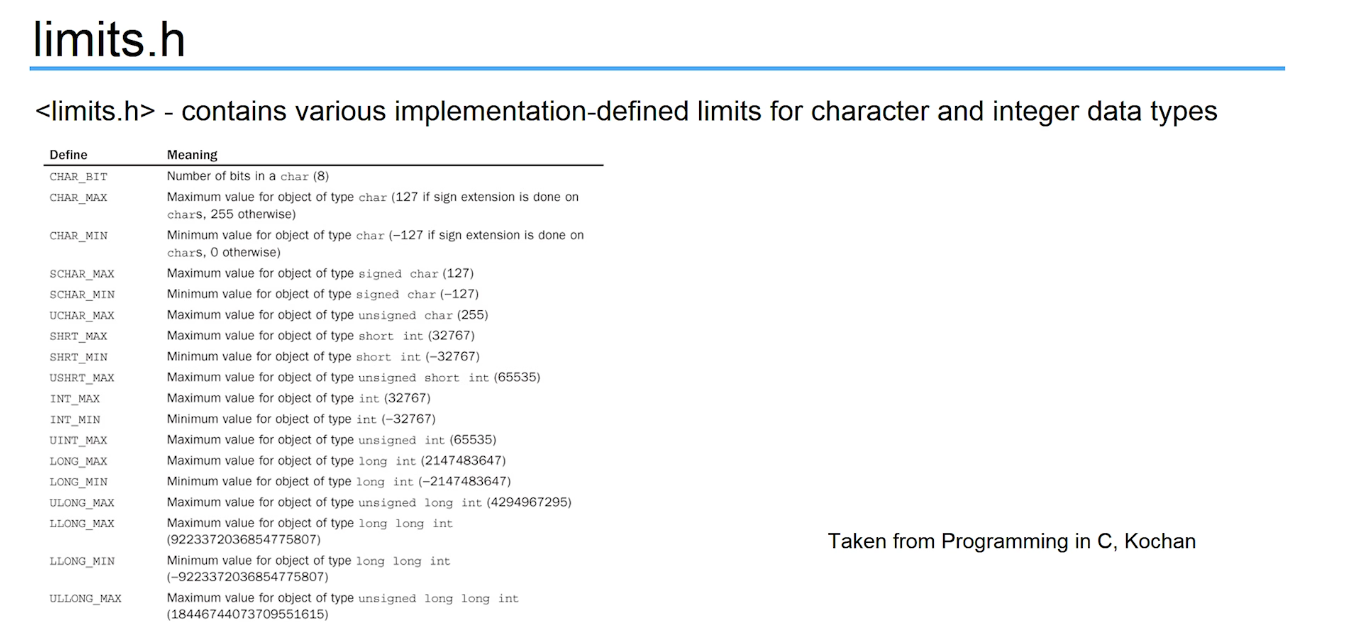 limits.h
<limits.h> - contains various implementation-defined limits for character and integer data types
Define Meaning
CHAR_BIT Number of bits in a char (8)
CHAR_MAX Maximum value for object of type char (127 if sign extension is done on
chars, 255 otherwise)
CHAR_MIN Minimum value for object of type char (–127 if sign extension is done on
chars, 0 otherwise)
SCHAR_MAX Maximum value for object of type signed char (127)
SCHAR_MIN Minimum value for object of type signed char (–127)
UCHAR_MAX Maximum value for object of type unsigned char (255)
SHRT_MAX Maximum value for object of type short int (32767)
SHRT_MIN Minimum value for object of type short int (–32767)
USHRT_MAX Maximum value for object of type unsigned short int (65535)
INT_MAX Maximum value for object of type int (32767)
INT_MIN Minimum value for object of type int (–32767)
UINT_MAX Maximum value for object of type unsigned int (65535)
LONG_MAX Maximum value for object of type long int (2147483647)
LONG_MIN Minimum value for object of type long int (–2147483647)
ULONG_MAX Maximum value for object of type unsigned long int (4294967295)
LLONG_MAX Maximum value for object of type long long int
(9223372036854775807)
LLONG_MIN Minimum value for object of type long long int
(–9223372036854775807)
ULLONG_MAX Maximum value for object of type unsigned long long int
(18446744073709551615)
Taken from Programming in C, Kochan